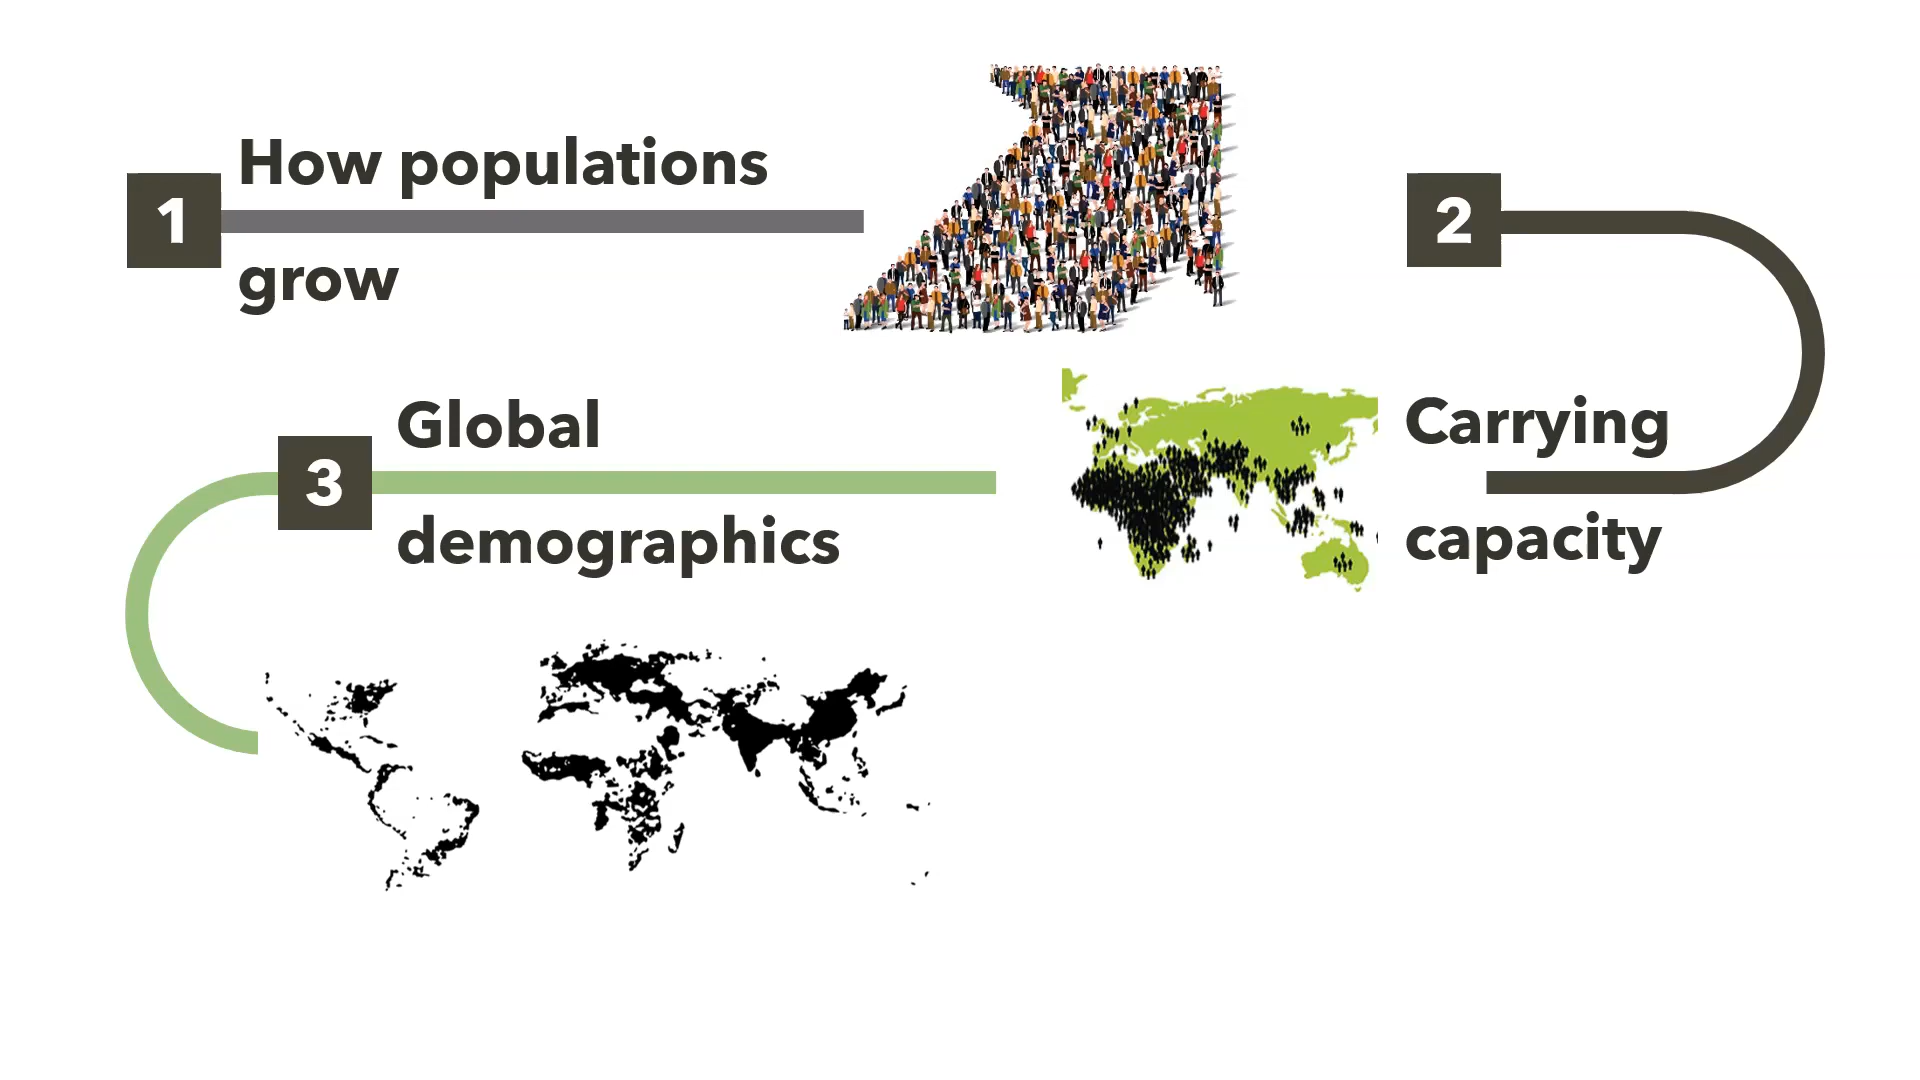 1
How populations
grow
2
Carrying
capacity
3
Global
demographics